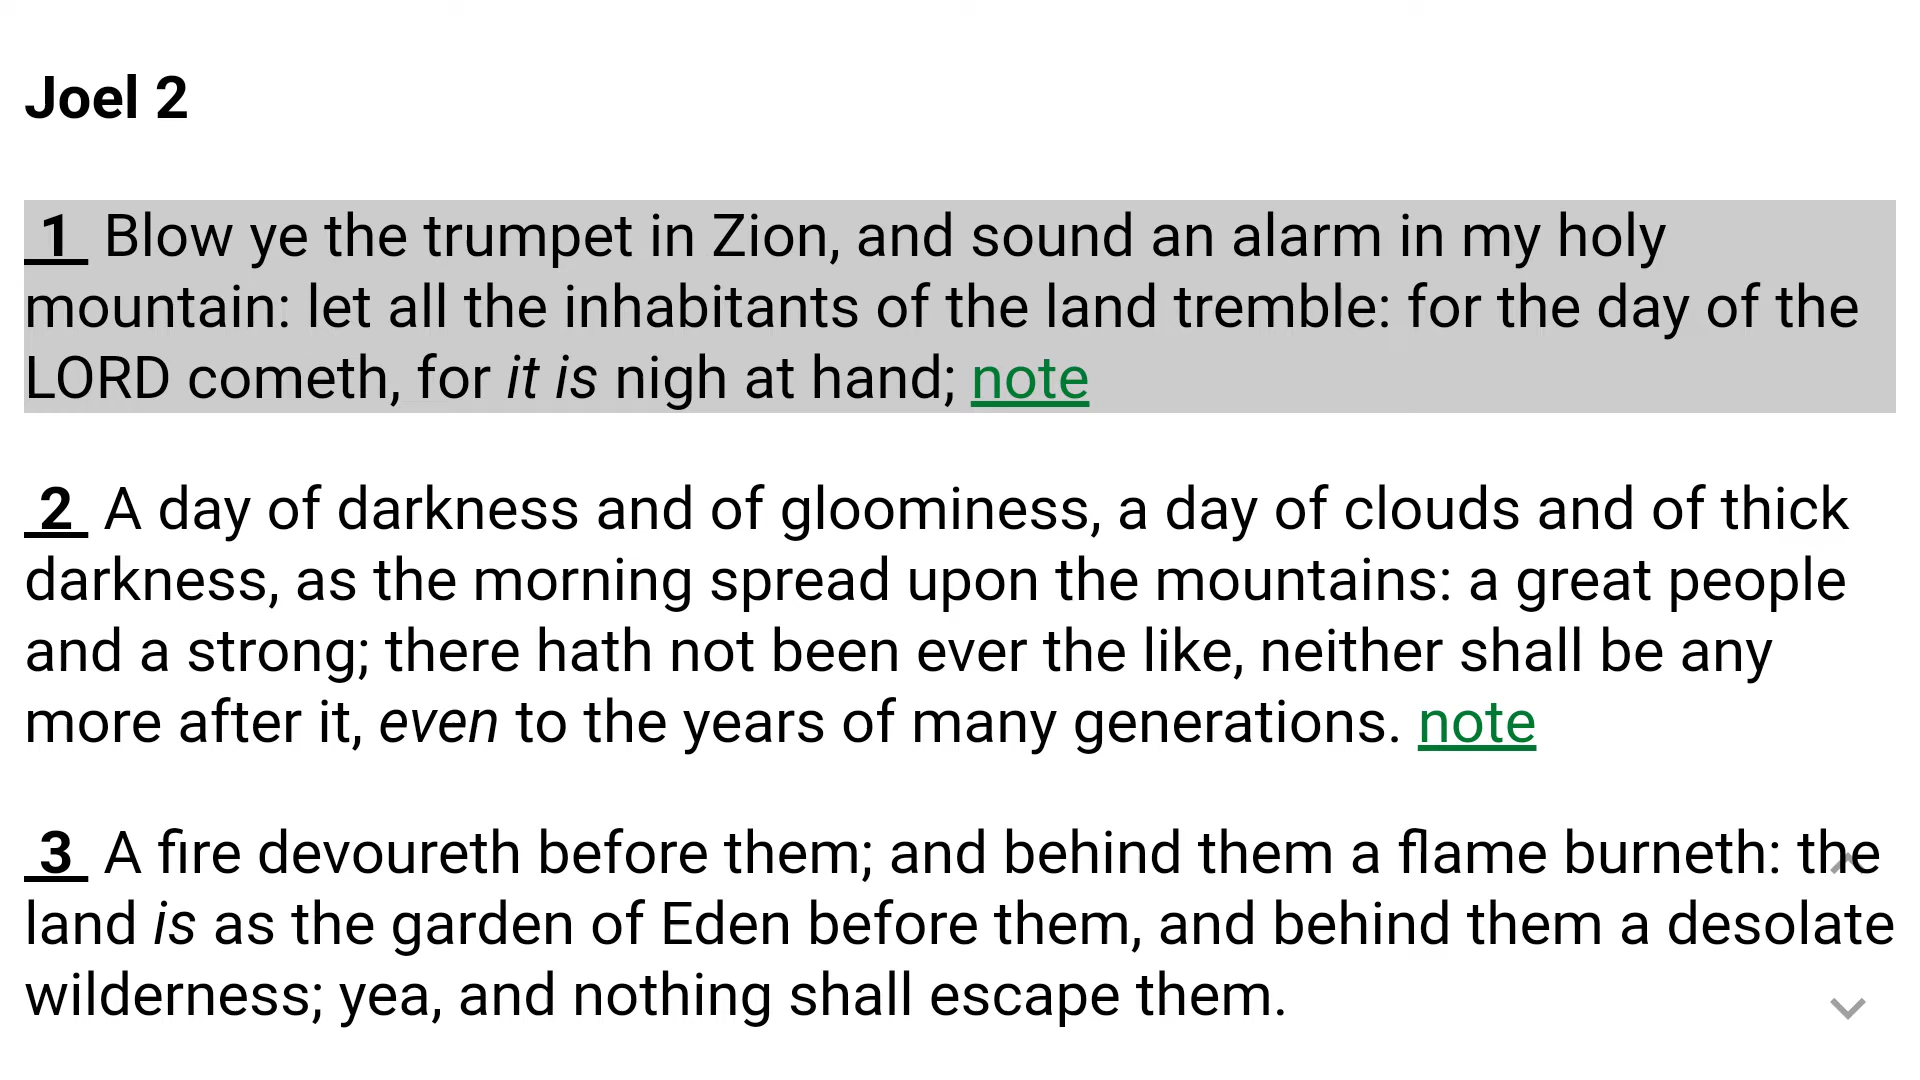 Joel 2
1 Blow ye the trumpet in Zion, and sound an alarm in my holy
mountain: let all the inhabitants of the land tremble: for the day of the
LORD cometh, for it is nigh at hand; note
2 A day of darkness and of gloominess, a day of clouds and of thick
darkness, as the morning spread upon the mountains: a great people
and a strong; there hath not been ever the like, neither shall be any
more after it, even to the years of many generations. note
3 A fire devoureth before them; and behind them a flame burneth: the
land is as the garden of Eden before them, and behind them a desolate
wilderness; yea, and nothing shall escape them.